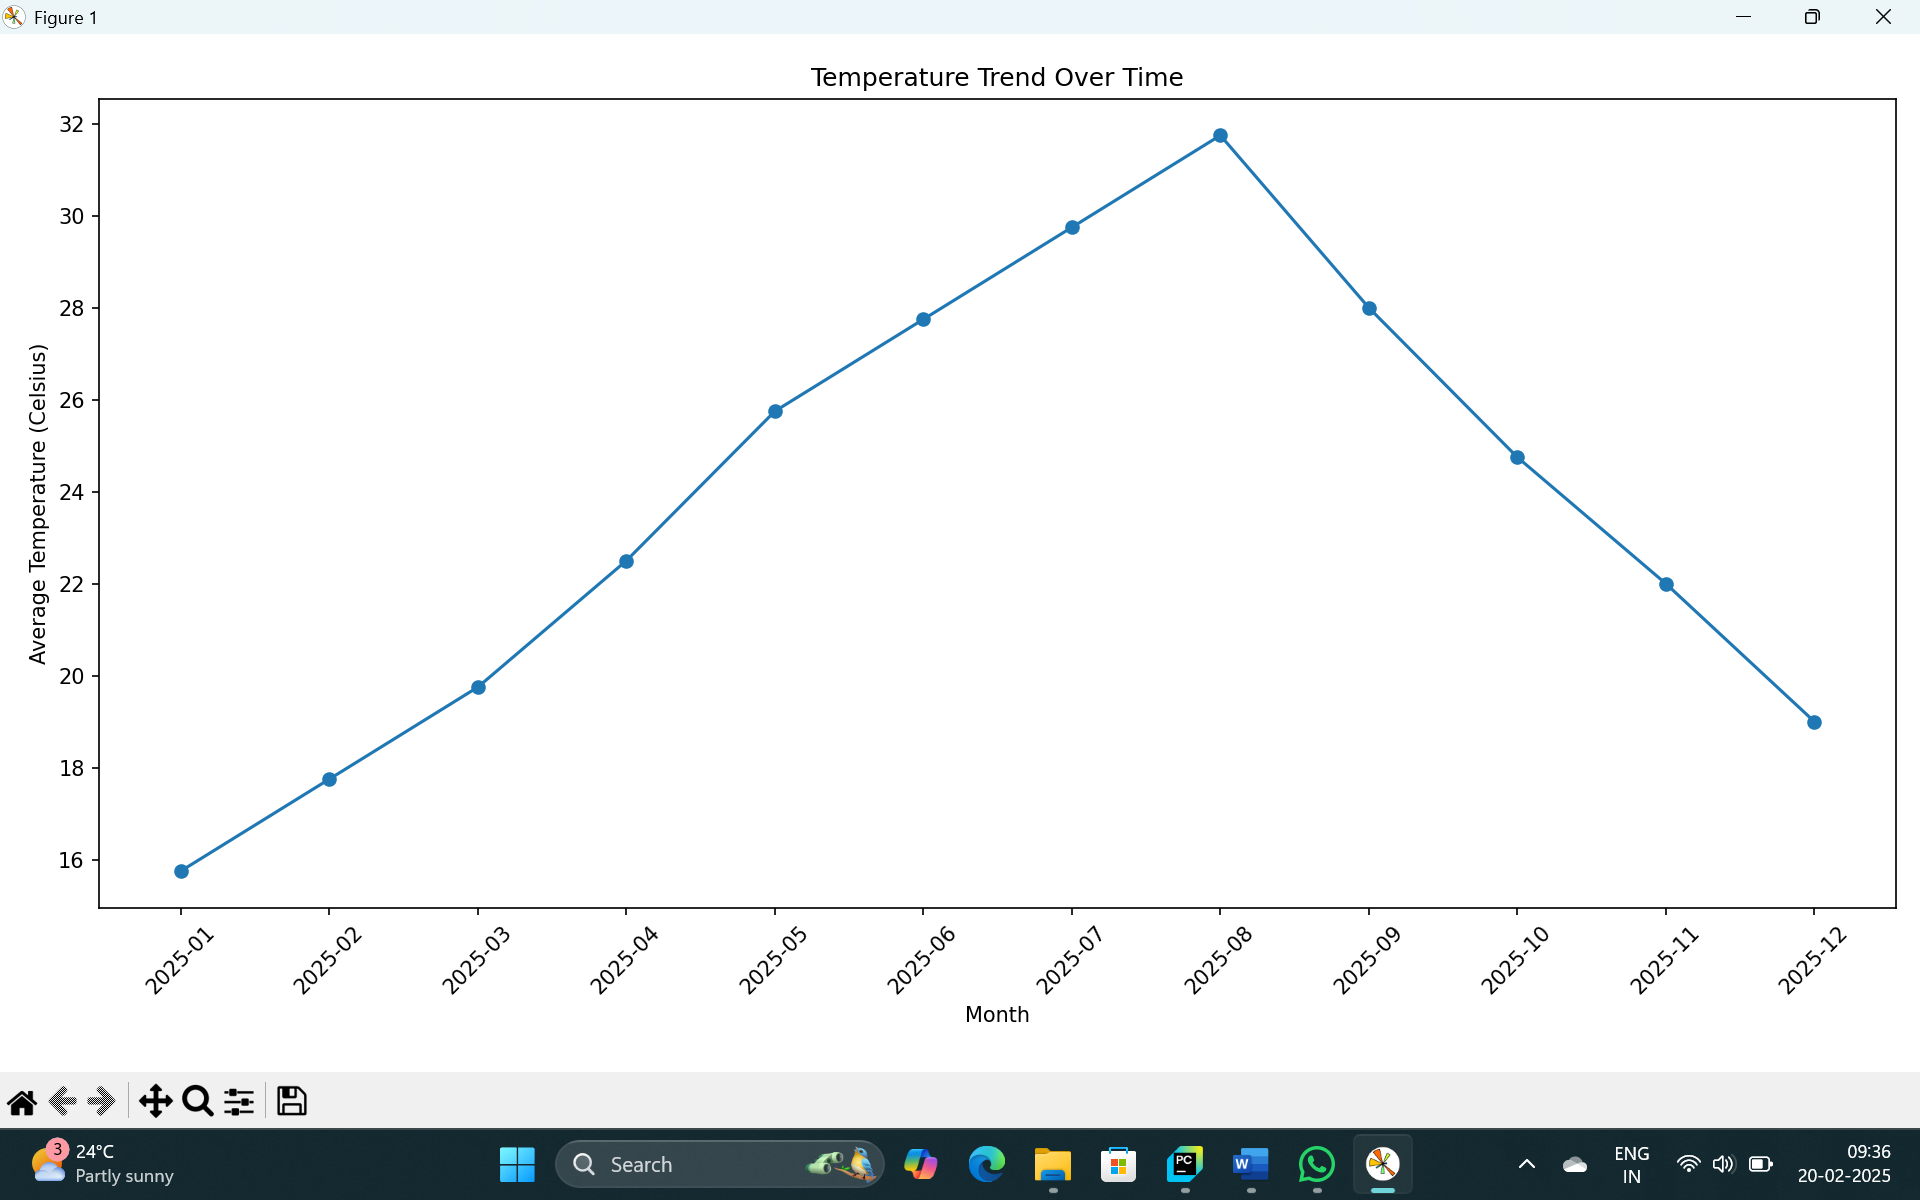 Figure 1
Temperature Trend Over Time
32
30
28
26
24
22
20
18
16
Average Temperature (Celsius)
2025-01
2025-02
2025-03
2025-04
2025-05
2025-06
2025-07
2025-08
2025-09
2025-10
2025-11
2025-12
Month
3
24°C
Partly sunny
Search
PC
W
ENG
IN
09:36
20-02-2025